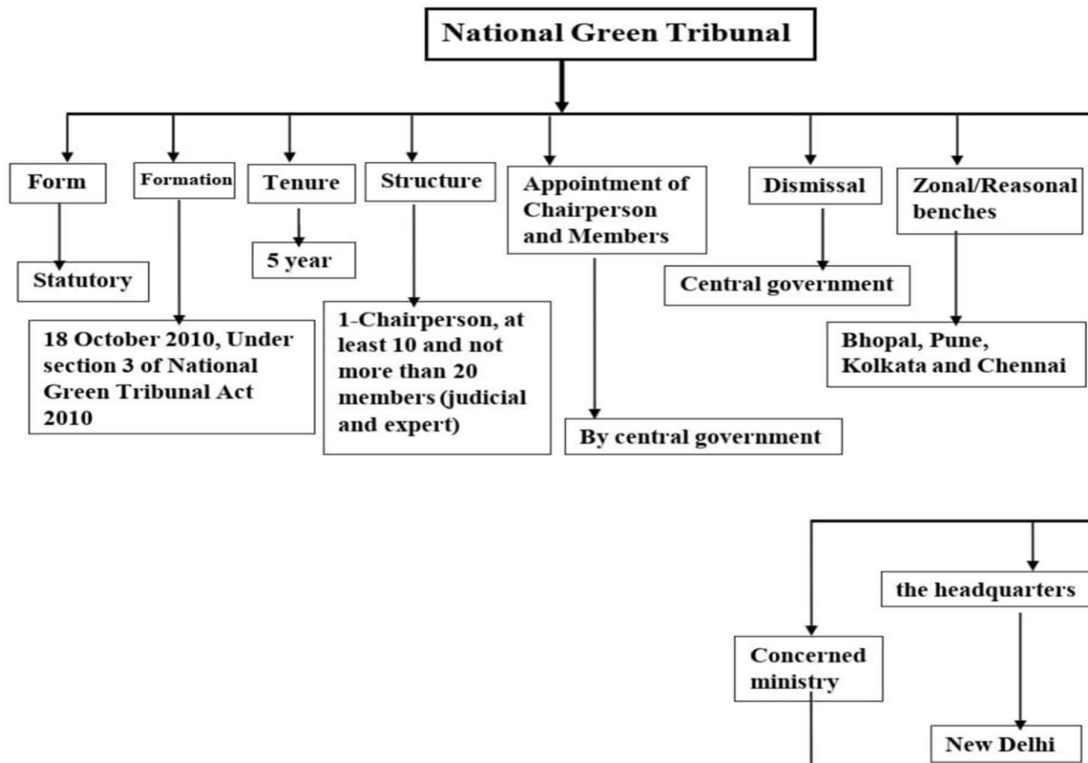 National Green Tribunal
Form
Formation
Tenure
Structure
Appointment of
Chairperson
and Members
Dismissal
Zonal/Reasonal
benches
Statutory
5 year
Central government
18 October 2010, Under
section 3 of National
Green Tribunal Act
2010
1-Chairperson, at
least 10 and not
more than 20
members (judicial
and expert)
By central government
Bhopal, Pune,
Kolkata and Chennai
Concerned
ministry
the headquarters
New Delhi